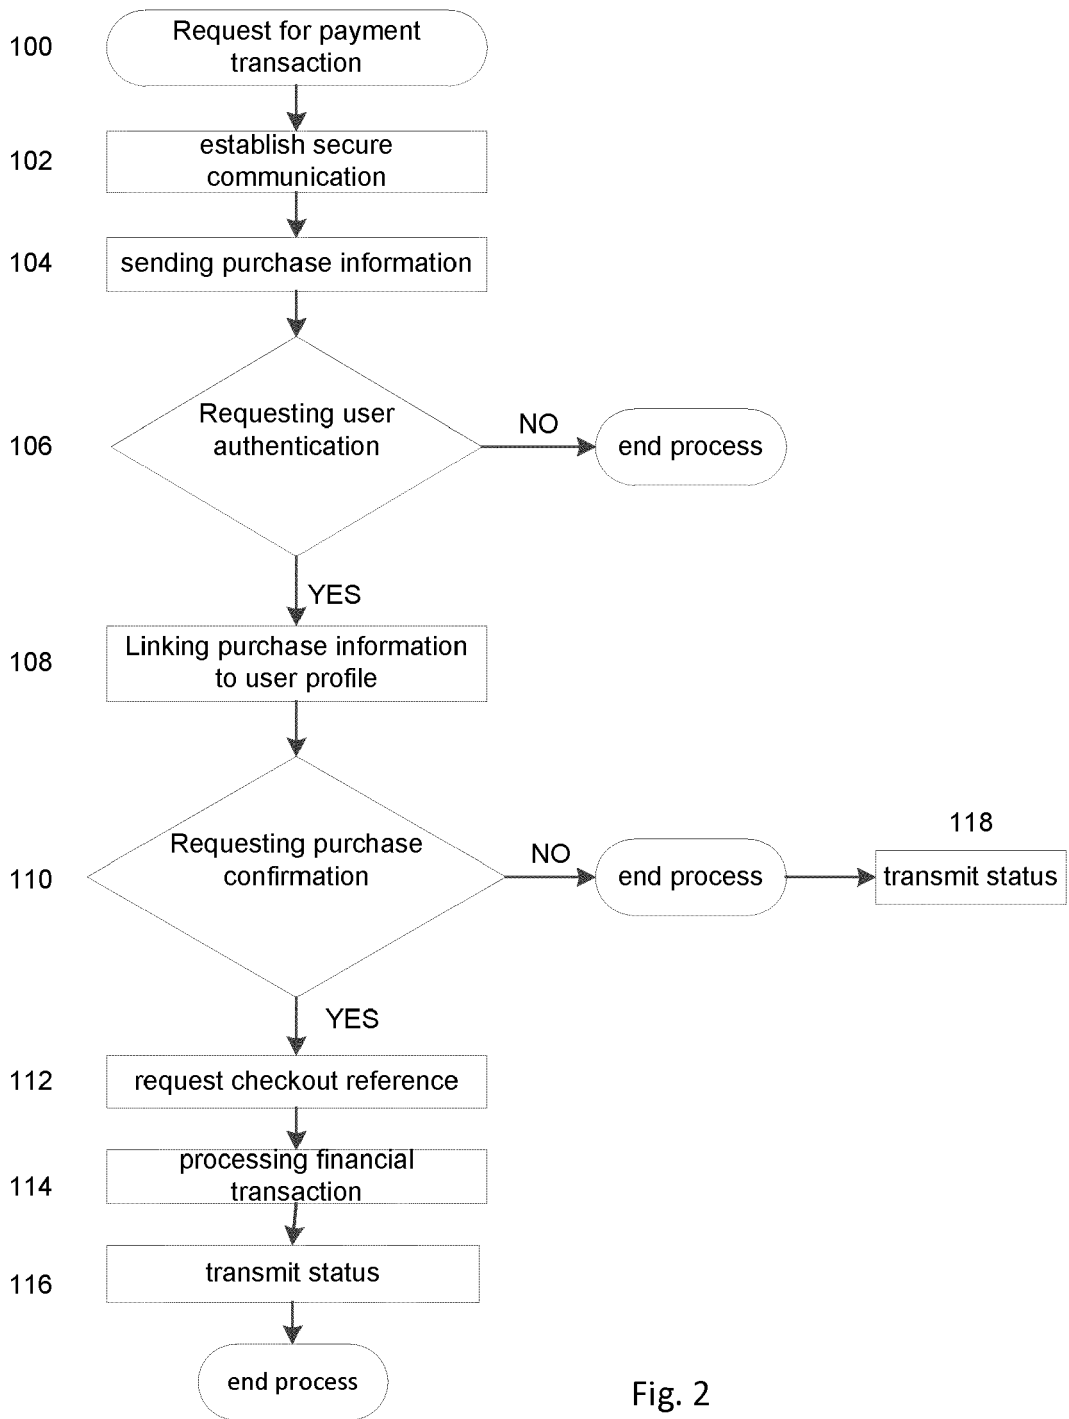 100
Request for payment
transaction
102
establish secure
communication
104
sending purchase information
106
Requesting user
authentication
NO
end process
YES
108
Linking purchase information
to user profile
110
Requesting purchase
confirmation
NO
end process
118
transmit status
YES
112
request checkout reference
114
processing financial
transaction
116
transmit status
end process
Fig. 2